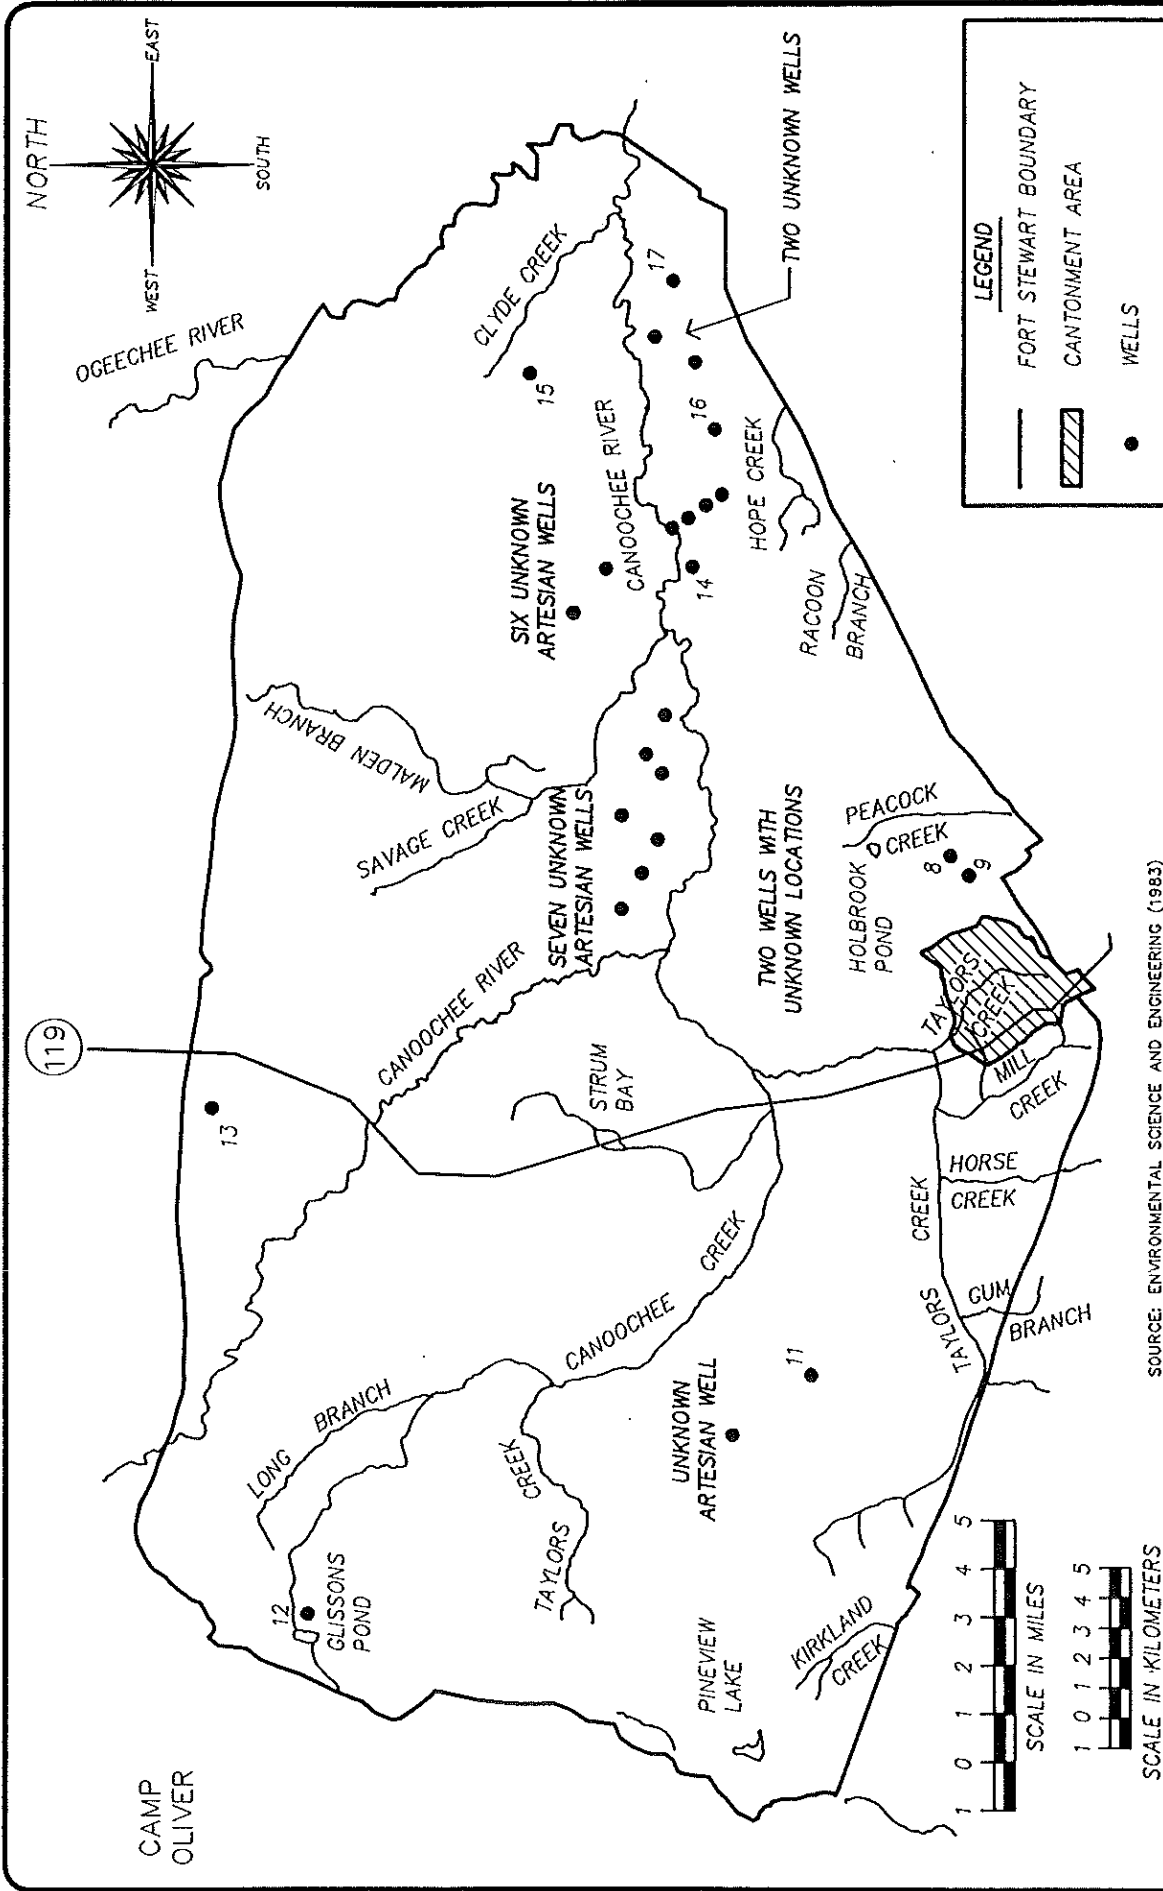 NORTH
WEST
EAST
SOUTH
CAMP
OLIVER
119
OGEECHEE RIVER
13
12
GLISSONS
POND
LONG
BRANCH
CANOOCHEE RIVER
MALDEN BRANCH
SAVAGE CREEK
SIX UNKNOWN
ARTESIAN WELLS
15
CLYDE CREEK
CANOOCHEE RIVER
17
16
14
TWO UNKNOWN WELLS
HOPE CREEK
RACOON
BRANCH
SEVEN UNKNOWN
ARTESIAN WELLS
STRUM
BAY
CANOOCHEE
CREEK
TAYLORS
CREEK
UNKNOWN
ARTESIAN WELL
11
PINEVIEW
LAKE
KIRKLAND
CREEK
TWO WELLS WITH
UNKNOWN LOCATIONS
HOLBROOK
POND
PEACOCK
CREEK
8
9
TAYLORS
CREEK
MILL
CREEK
HORSE
CREEK
TAYLORS
CREEK
GUM
BRANCH
1 0 1 2 3 4 5
SCALE IN MILES
1 0 1 2 3 4 5
SCALE IN KILOMETERS
SOURCE: ENVIRONMENTAL SCIENCE AND ENGINEERING (1983)
LEGEND
FORT STEWART BOUNDARY
CANTONMENT AREA
WELLS